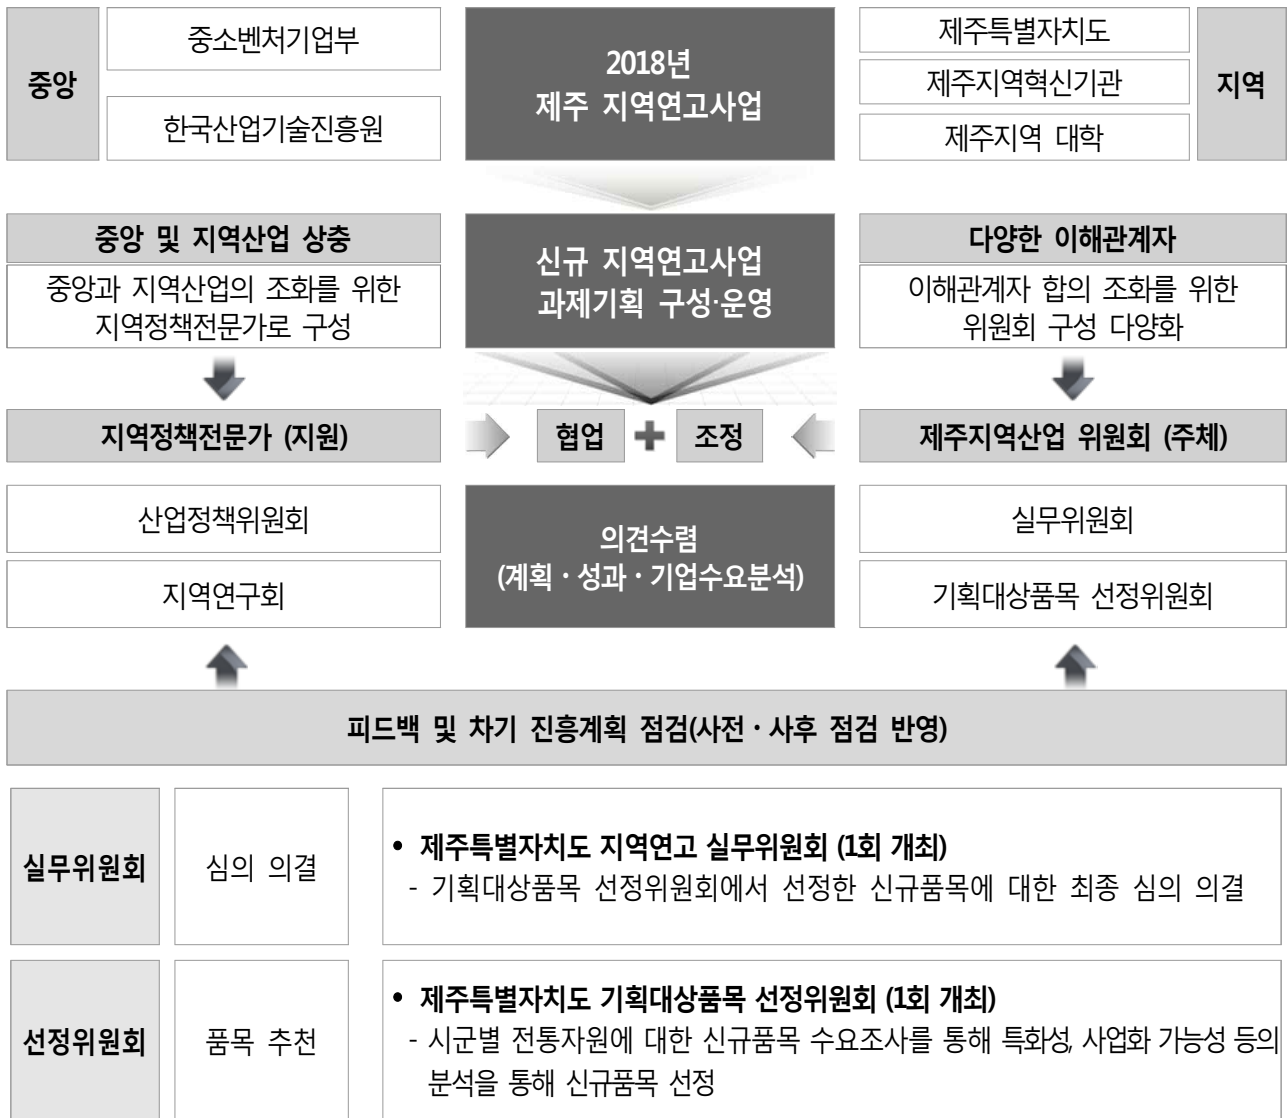 중앙
중소벤처기업부
한국산업기술진흥원
2018년
제주 지역연고사업
제주특별자치도
제주지역혁신기관
제주지역 대학
지역
중앙 및 지역산업 상충
중앙과 지역산업의 조화를 위한
지역정책전문가로 구성
신규 지역연고사업
과제기획 구성·운영
다양한 이해관계자
이해관계자 합의 조화를 위한
위원회 구성 다양화
지역정책전문가 (지원)
협업 + 조정
제주지역산업 위원회 (주체)
산업정책위원회
지역연구회
의견수렴
(계획·성과·기업수요분석)
실무위원회
기획대상품목 선정위원회
피드백 및 차기 진흥계획 점검(사전·사후 점검 반영)
실무위원회
심의 의결
• 제주특별자치도 지역연고 실무위원회 (1회 개최)
- 기획대상품목 선정위원회에서 선정한 신규품목에 대한 최종 심의 의결
선정위원회
품목 추천
• 제주특별자치도 기획대상품목 선정위원회 (1회 개최)
- 시군별 전통자원에 대한 신규품목 수요조사를 통해 특화성, 사업화 가능성 등의
분석을 통해 신규품목 선정